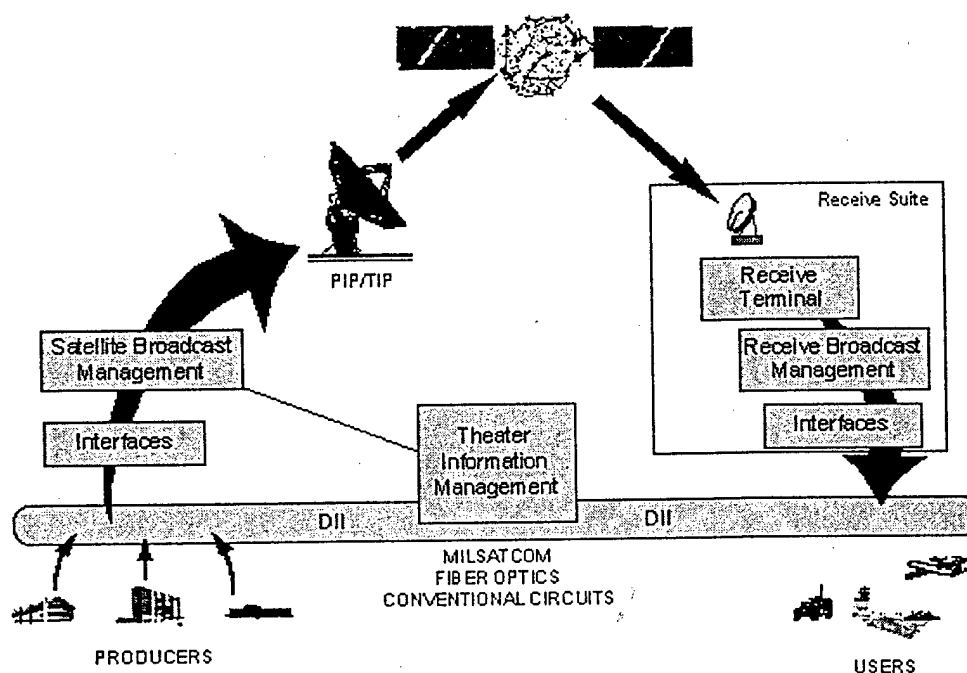 Receive Suite
PIP/TIP
Receive
Terminal
Satellite Broadcast
Management
Receive Broadcast
Management
Interfaces
Theater
Information
Management
Interfaces
DII
DII
MILSATCOM
FIBER OPTICS
CONVENTIONAL CIRCUITS
PRODUCERS
USERS